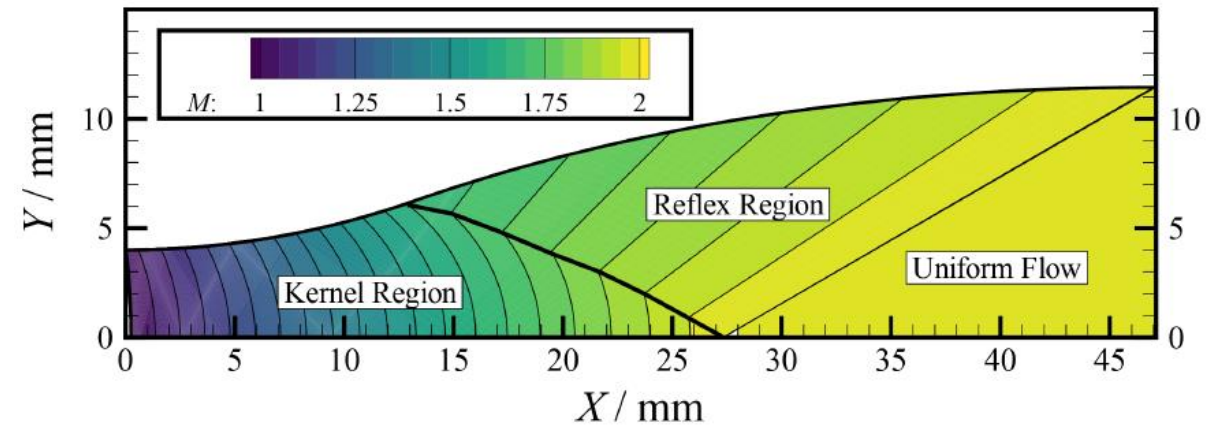 M: 1 1.25 1.5 1.75 2
10 10
Y / mm
Reflex Region
5 5
Uniform Flow
Kernel Region
0 0
0 5 10 15 20 25 30 35 40 45
X / mm